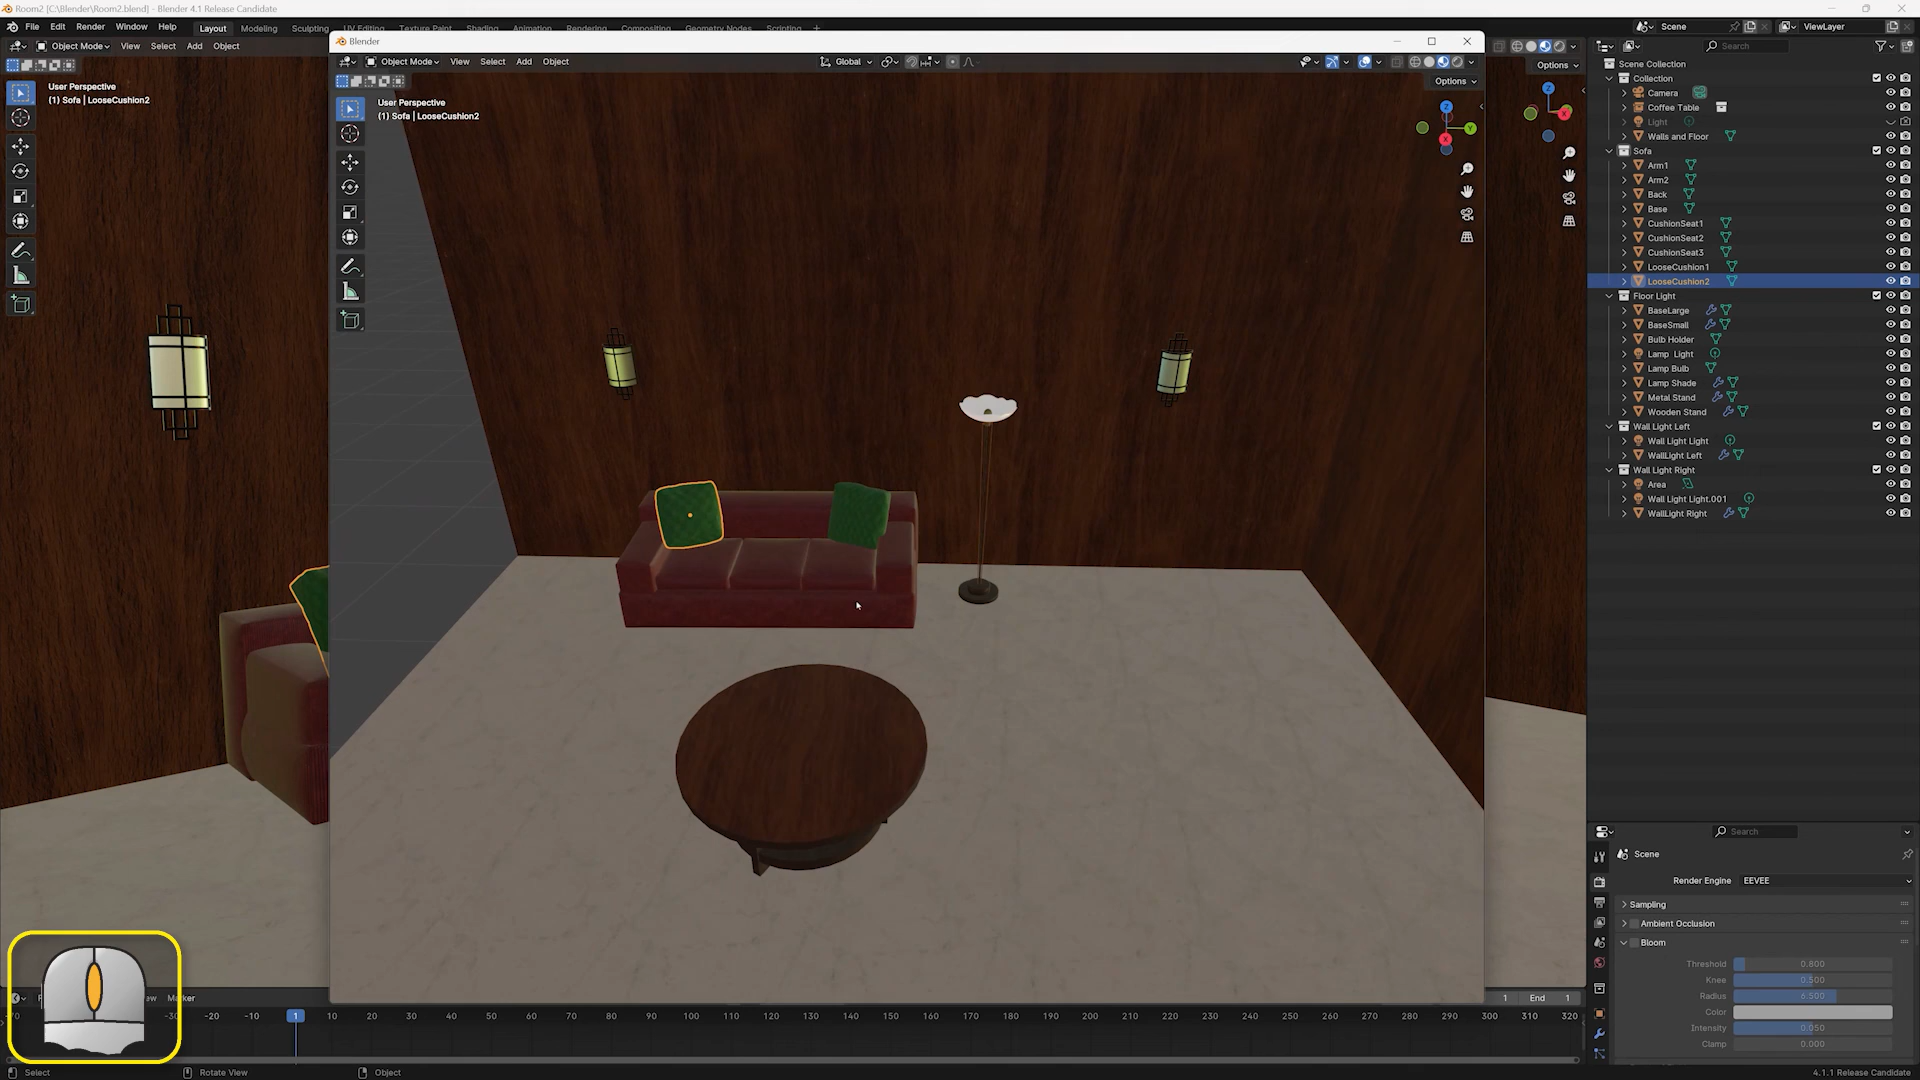 Room2 [C:\Blender\Room2.blend] - Blender 4.1 Release Candidate
File Edit Render Window Help
Layout Modeling Sculpting UV Editing Texture Paint Shading Animation Rendering Compositing Geometry Nodes Scripting +
Scene
ViewLayer
Object Mode View Select Add Object
Options
User Perspective
(1) Sofa | LooseCushion2
Blender
Object Mode View Select Add Object
Global
Options
User Perspective
(1) Sofa | LooseCushion2
Z
Y
X
Z
X
Search
Scene Collection
Collection
Camera
Coffee Table
Light
Walls and Floor
Sofa
Arm1
Arm2
Back
Base
CushionSeat1
CushionSeat2
CushionSeat3
LooseCushion1
LooseCushion2
Floor Light
BaseLarge
BaseSmall
Bulb Holder
Lamp Light
Lamp Bulb
Lamp Shade
Metal Stand
Wooden Stand
Wall Light Left
Wall Light Light
WallLight Left
Wall Light Right
Area
Wall Light Light.001
WallLight Right
Search
Scene
Render Engine EEVEE
Sampling
Ambient Occlusion
Bloom
Threshold 0.800
Knee 0.500
Radius 6.500
Color
Intensity 0.050
Clamp 0.000
Marker
1 End 1
-20 -10 1 10 20 30 40 50 60 70 80 90 100 110 120 130 140 150 160 170 180 190 200 210 220 230 240 250 260 270 280 290 300 310 320
Select Rotate View Object
4.1.1 Release Candidate